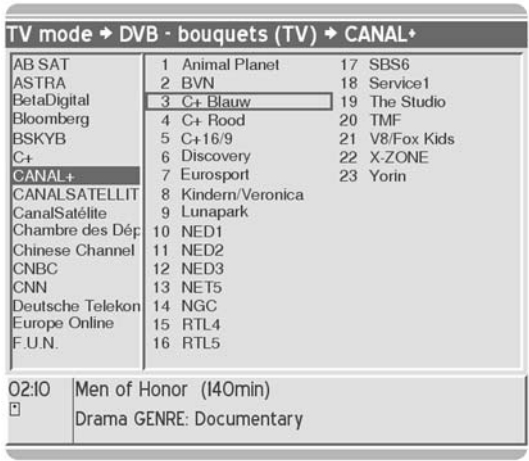 TV mode ➜ DVB - bouquets (TV) ➜ CANAL+
AB SAT
ASTRA
BetaDigital
Bloomberg
BSKYB
C+
CANAL+
CANALSATELLIT
CanalSatélite
Chambre des Dép
Chinese Channel
CNBC
CNN
Deutsche Telekon
Europe Online
F.U.N.
1 Animal Planet
2 BVN
3 C+ Blauw
4 C+ Rood
5 C+16/9
6 Discovery
7 Eurosport
8 Kindern/Veronica
9 Lunapark
10 NED1
11 NED2
12 NED3
13 NET5
14 NGC
15 RTL4
16 RTL5
17 SBS6
18 Service1
19 The Studio
20 TMF
21 V8/Fox Kids
22 X-ZONE
23 Yorin
02:10 Men of Honor (140min)
Drama GENRE: Documentary